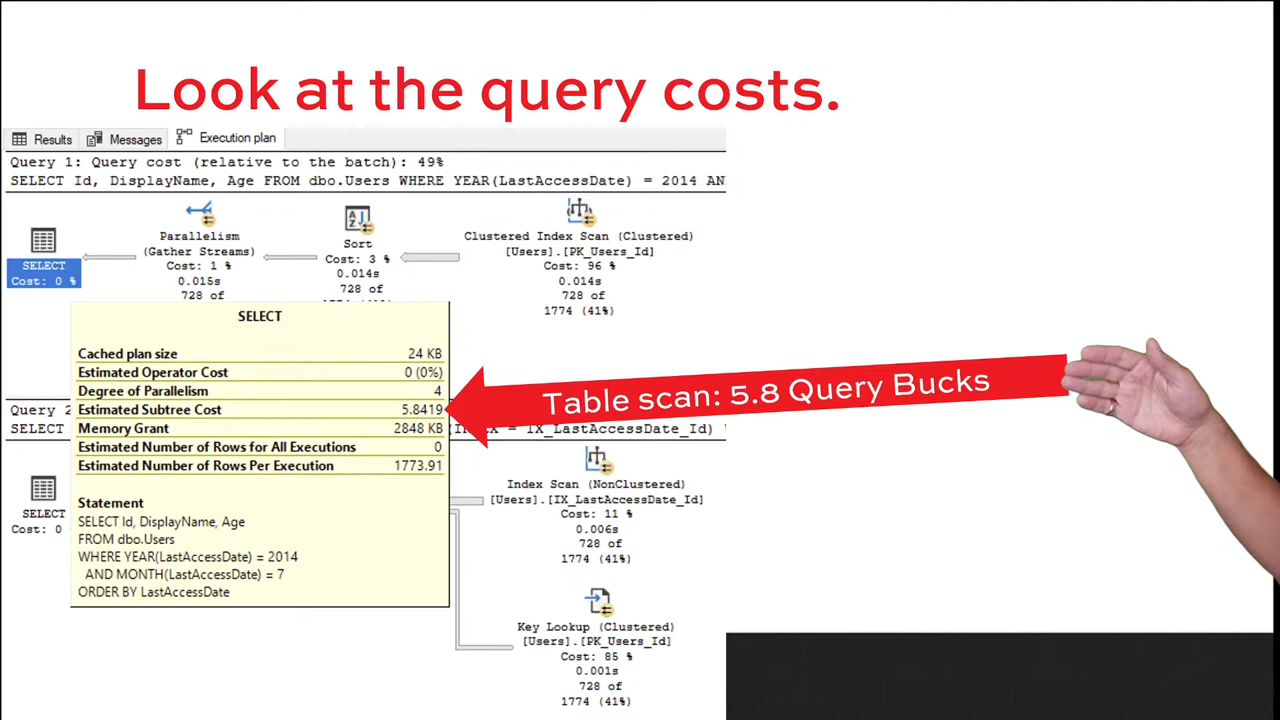 Look at the query costs.
Results Messages Execution plan
Query 1: Query cost (relative to the batch): 49%
SELECT Id, DisplayName, Age FROM dbo.Users WHERE YEAR(LastAccessDate) = 2014 AN
SELECT
Cost: 0 %
Parallelism
(Gather Streams)
Cost: 1 %
0.015s
728 of
Sort
Cost: 3 %
0.014s
728 of
Clustered Index Scan (Clustered)
[Users].[PK_Users_Id]
Cost: 96 %
0.014s
728 of
1774 (41%)
SELECT
Cached plan size 24 KB
Estimated Operator Cost 0 (0%)
Degree of Parallelism 4
Estimated Subtree Cost 5.8419
Memory Grant 2848 KB
Estimated Number of Rows for All Executions 0
Estimated Number of Rows Per Execution 1773.91
Statement
SELECT Id, DisplayName, Age
FROM dbo.Users
WHERE YEAR(LastAccessDate) = 2014
AND MONTH(LastAccessDate) = 7
ORDER BY LastAccessDate
Table scan: 5.8 Query Bucks
Query 2
SELECT
= IX_LastAccessDate_Id)
SELECT
Cost: 0
Index Scan (NonClustered)
[Users].[IX_LastAccessDate_Id]
Cost: 11 %
0.006s
728 of
1774 (41%)
Key Lookup (Clustered)
[Users].[PK_Users_Id]
Cost: 85 %
0.001s
728 of
1774 (41%)